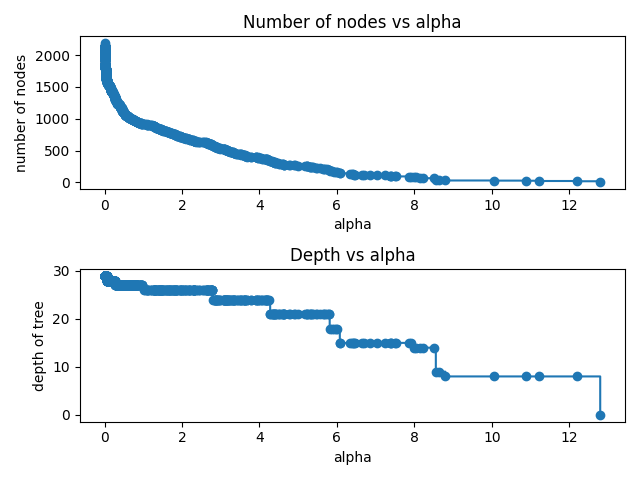 Number of nodes vs alpha
2000
1500
1000
500
0
number of nodes
0 2 4 6 8 10 12
alpha
Depth vs alpha
30
20
10
0
depth of tree
0 2 4 6 8 10 12
alpha